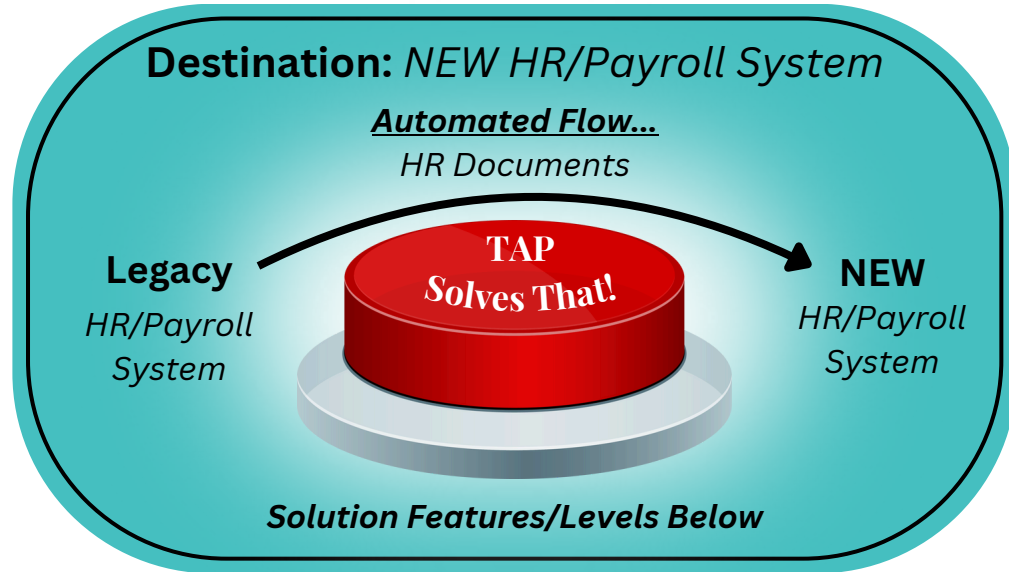 Destination: NEW HR/Payroll System
Automated Flow...
HR Documents
TAP
Solves That!
Legacy
HR/Payroll
System
NEW
HR/Payroll
System
Solution Features/Levels Below